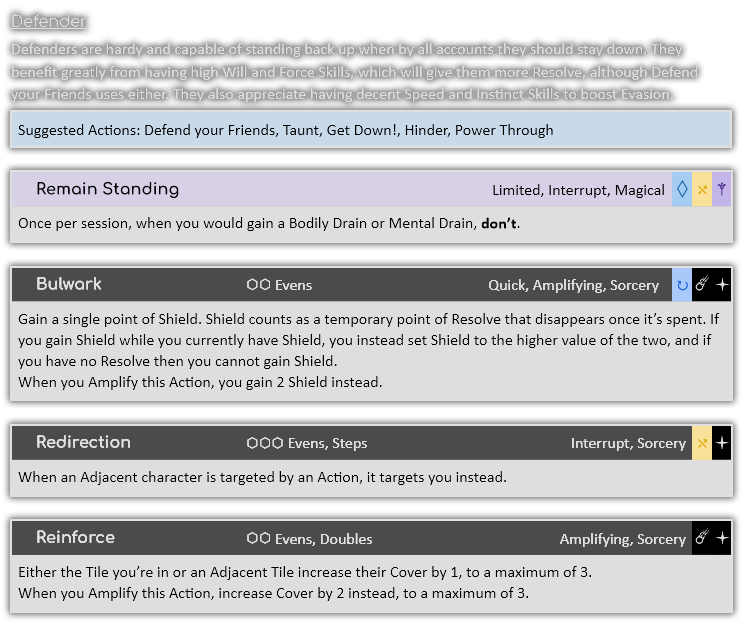 Defender
Defenders are hardy and capable of standing back up when by all accounts they should stay down. They
benefit greatly from having high Will and Force Skills, which will give them more Resolve, although Defend
your Friends uses either. They also appreciate having decent Speed and Instinct Skills to boost Evasion.
Suggested Actions: Defend your Friends, Taunt, Get Down!, Hinder, Power Through
Remain Standing Limited, Interrupt, Magical
Once per session, when you would gain a Bodily Drain or Mental Drain, don't.
Bulwark Evens Quick, Amplifying, Sorcery
Gain a single point of Shield. Shield counts as a temporary point of Resolve that disappears once it's spent. If
you gain Shield while you currently have Shield, you instead set Shield to the higher value of the two, and if
you have no Resolve then you cannot gain Shield.
When you Amplify this Action, you gain 2 Shield instead.
Redirection Evens, Steps Interrupt, Sorcery
When an Adjacent character is targeted by an Action, it targets you instead.
Reinforce Evens, Doubles Amplifying, Sorcery
Either the Tile you're in or an Adjacent Tile increase their Cover by 1, to a maximum of 3.
When you Amplify this Action, increase Cover by 2 instead, to a maximum of 3.